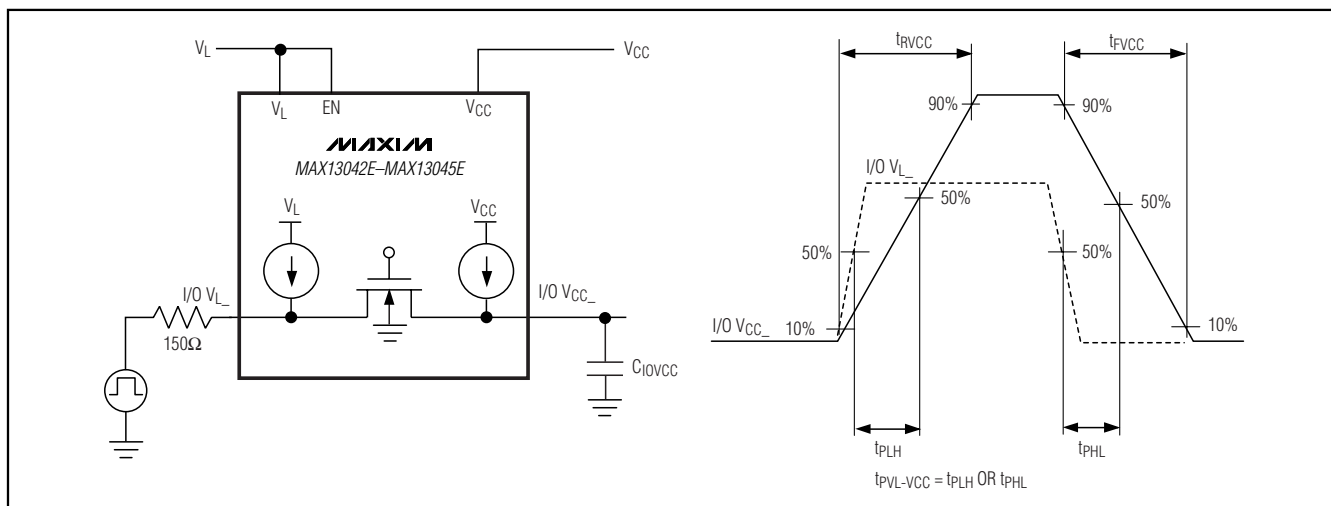 V_L
V_CC
V_L
EN
V_CC
MAXIM
MAX13042E–MAX13045E
V_L
V_CC
I/O V_L_
150Ω
I/O V_CC_
C_IOVCC
t_RVCC
t_FVCC
90%
90%
I/O V_L_
50%
50%
50%
50%
I/O V_CC_
10%
10%
t_PLH
t_PHL
t_PVL-VCC = t_PLH OR t_PHL